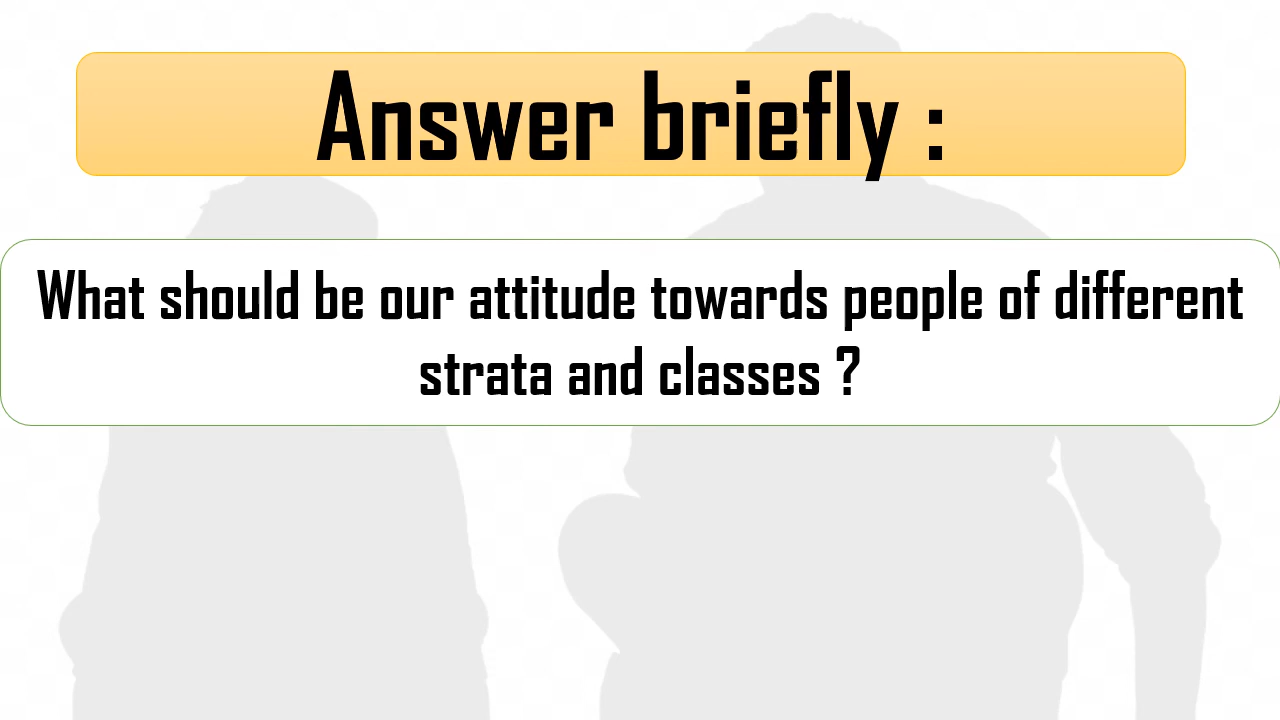 Answer briefly :
What should be our attitude towards people of different
strata and classes ?